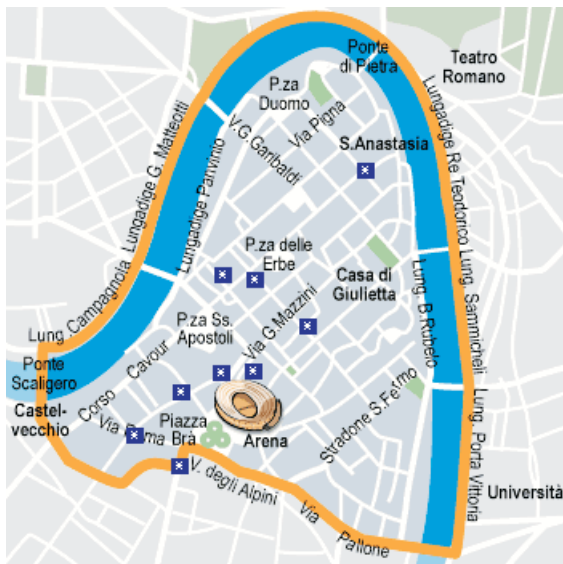 Ponte
di Pietra
Teatro
Romano
P.za
Duomo
Via Pigna
V.G.Garibaldi
S.Anastasia
Lungadige G. Matteotti
Lungadige Panvinio
Lungadige Re Teodorico
Lung. Sammicheli
P.za delle
Erbe
Casa di
Giulietta
Lung. B.Rubelo
Lung. Campagnola
P.za Ss.
Apostoli
Via G.Mazzini
Ponte
Scaligero
Castel-
vecchio
Corso Cavour
Via Roma
Piazza
Brà
Arena
Stradone S.Fermo
Lung. Porta Vittoria
V. degli Alpini
Via Pallone
Università